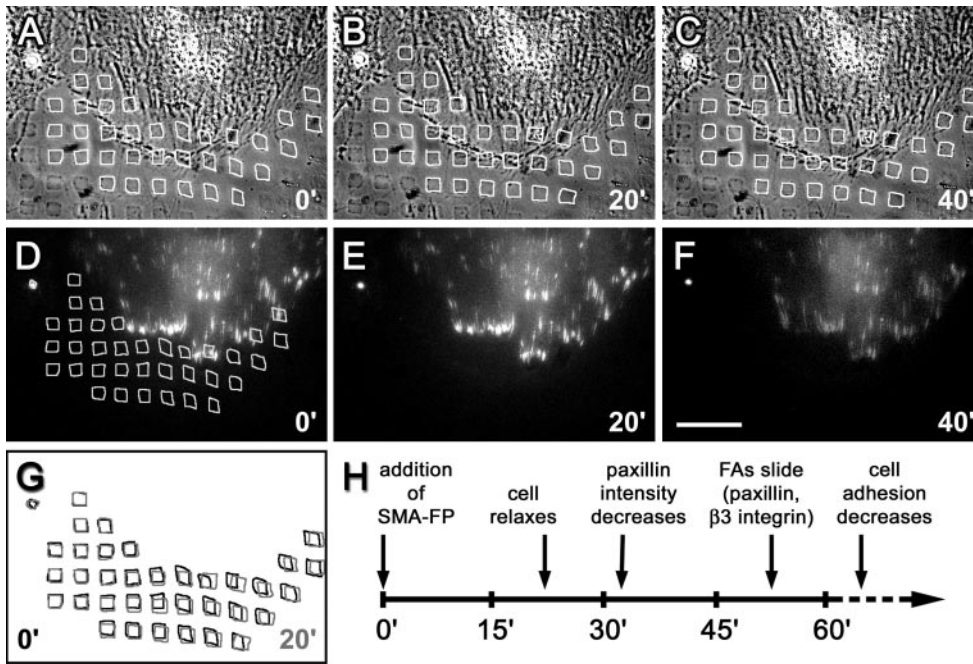 A
0'
B
20'
C
40'
D
0'
E
20'
F
40'
G
0'
20'
H
addition
of
SMA-FP
cell
relaxes
paxillin
intensity
decreases
FAs slide
(paxillin,
β3 integrin)
cell
adhesion
decreases
0'
15'
30'
45'
60'